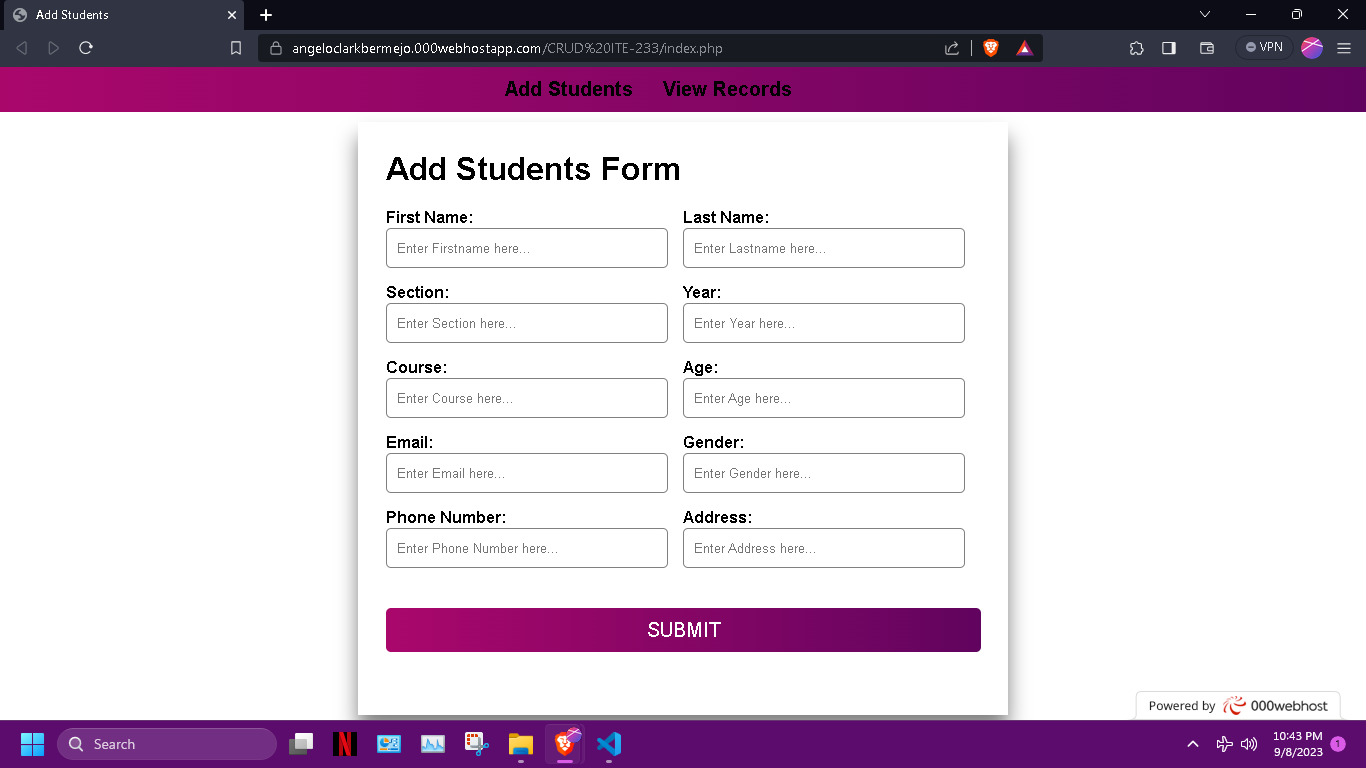 Add Students
angeloclarkbermejo.000webhostapp.com/CRUD%20ITE-233/index.php
VPN
Add Students View Records
Add Students Form
First Name: Last Name:
Enter Firstname here... Enter Lastname here...
Section: Year:
Enter Section here... Enter Year here...
Course: Age:
Enter Course here... Enter Age here...
Email: Gender:
Enter Email here... Enter Gender here...
Phone Number: Address:
Enter Phone Number here... Enter Address here...
SUBMIT
Powered by 000webhost
Search
10:43 PM
9/8/2023
1